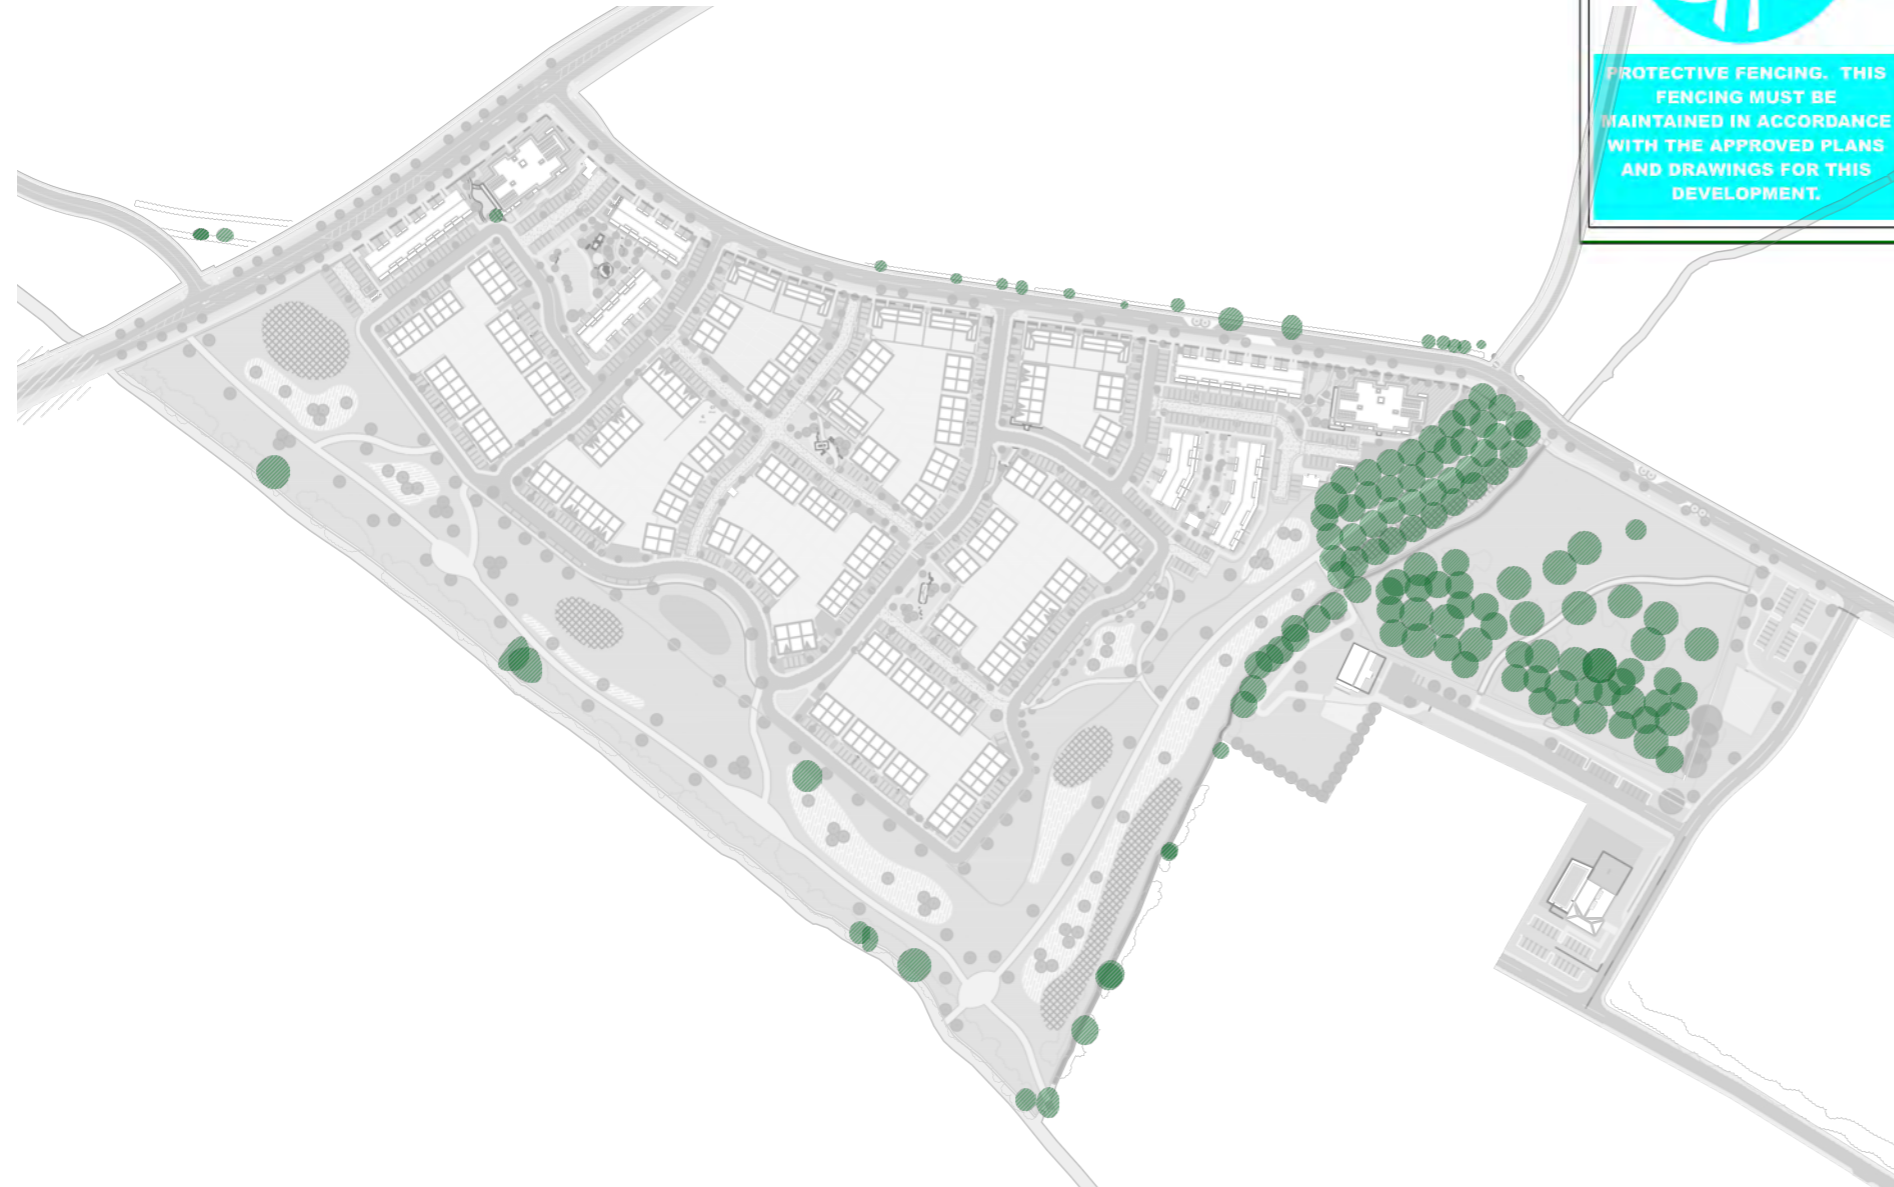 PROTECTIVE FENCING. THIS
FENCING MUST BE
MAINTAINED IN ACCORDANCE
WITH THE APPROVED PLANS
AND DRAWINGS FOR THIS
DEVELOPMENT.